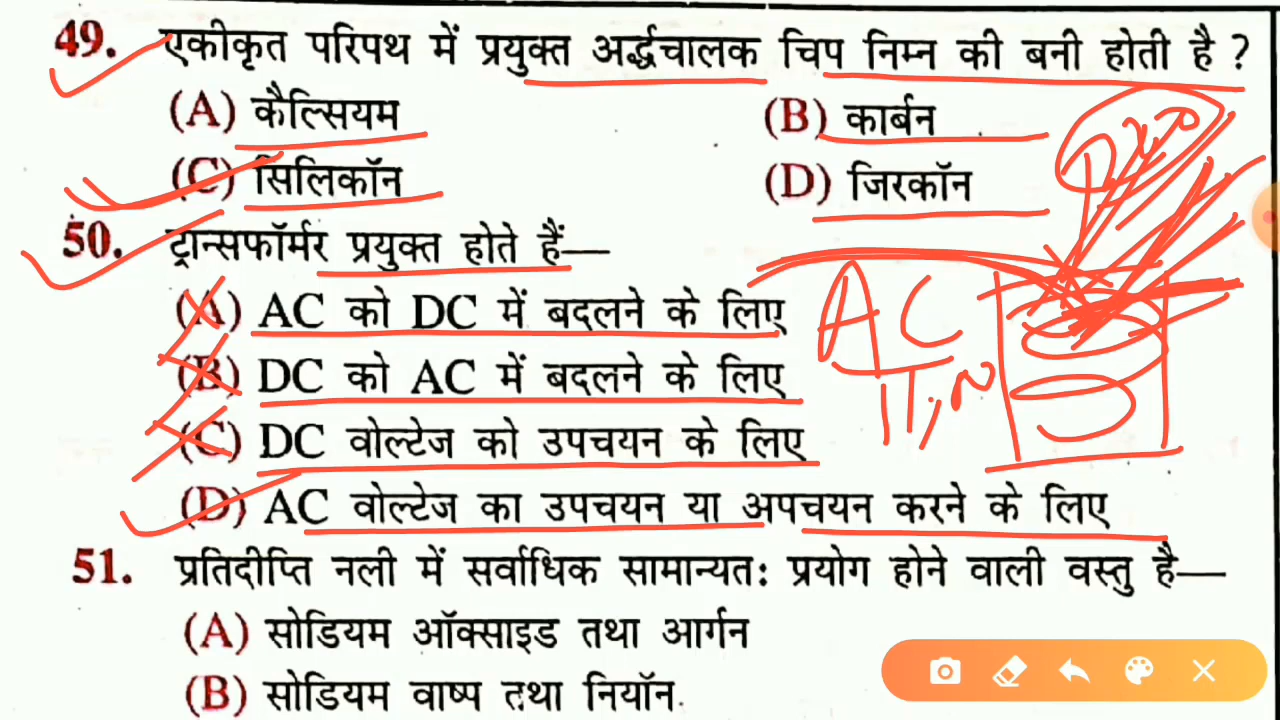 49. एकीकृत परिपथ में प्रयुक्त अर्द्धचालक चिप निम्न की बनी होती है ?
(A) कैल्सियम (B) कार्बन
(C) सिलिकॉन (D) जिरकॉन
50. ट्रान्सफॉर्मर प्रयुक्त होते हैं—
(A) AC को DC में बदलने के लिए
(B) DC को AC में बदलने के लिए
(C) DC वोल्टेज को उपचयन के लिए
(D) AC वोल्टेज का उपचयन या अपचयन करने के लिए
AC
51. प्रतिदीप्ति नली में सर्वाधिक सामान्यतः प्रयोग होने वाली वस्तु है—
(A) सोडियम ऑक्साइड तथा आर्गन
(B) सोडियम वाष्प तथा नियॉन